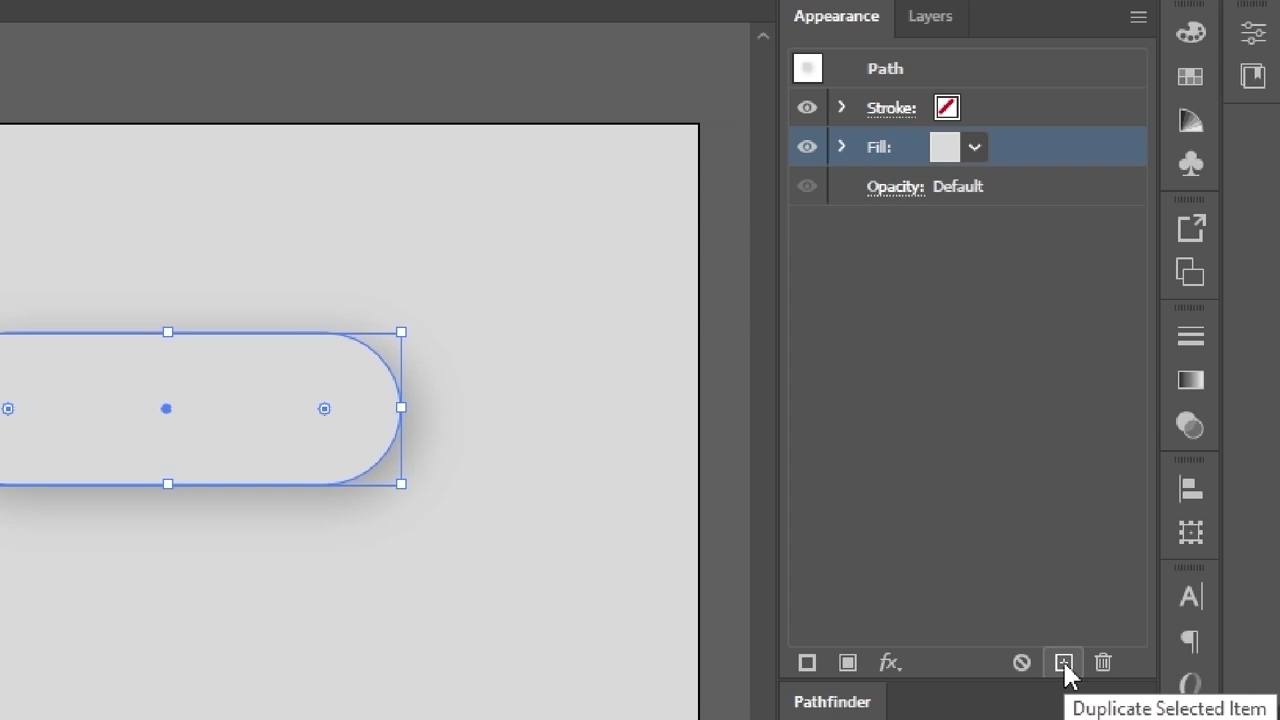 Appearance Layers
Path
Stroke:
Fill:
Opacity: Default
fx
A
Pathfinder
Duplicate Selected Item